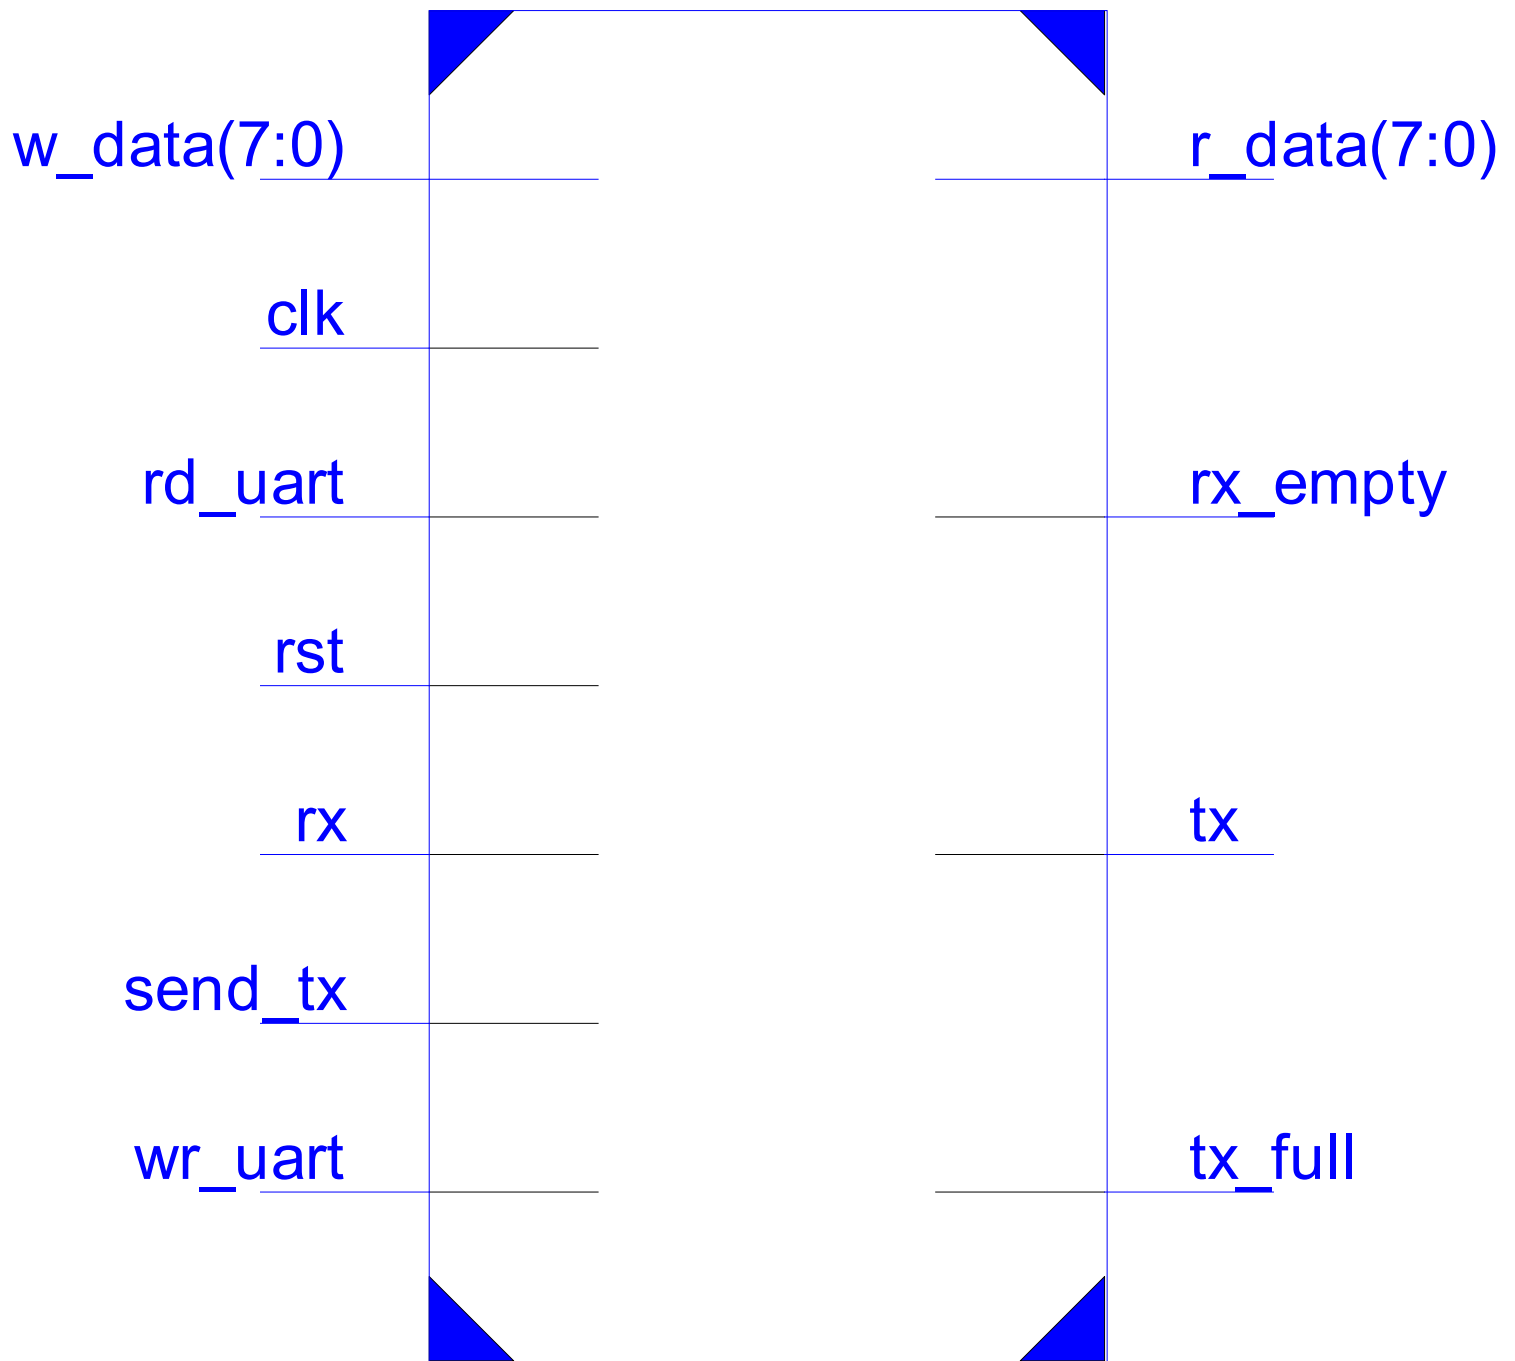 w_data(7:0)
r_data(7:0)
clk
rd_uart
rx_empty
rst
rx
tx
send_tx
wr_uart
tx_full